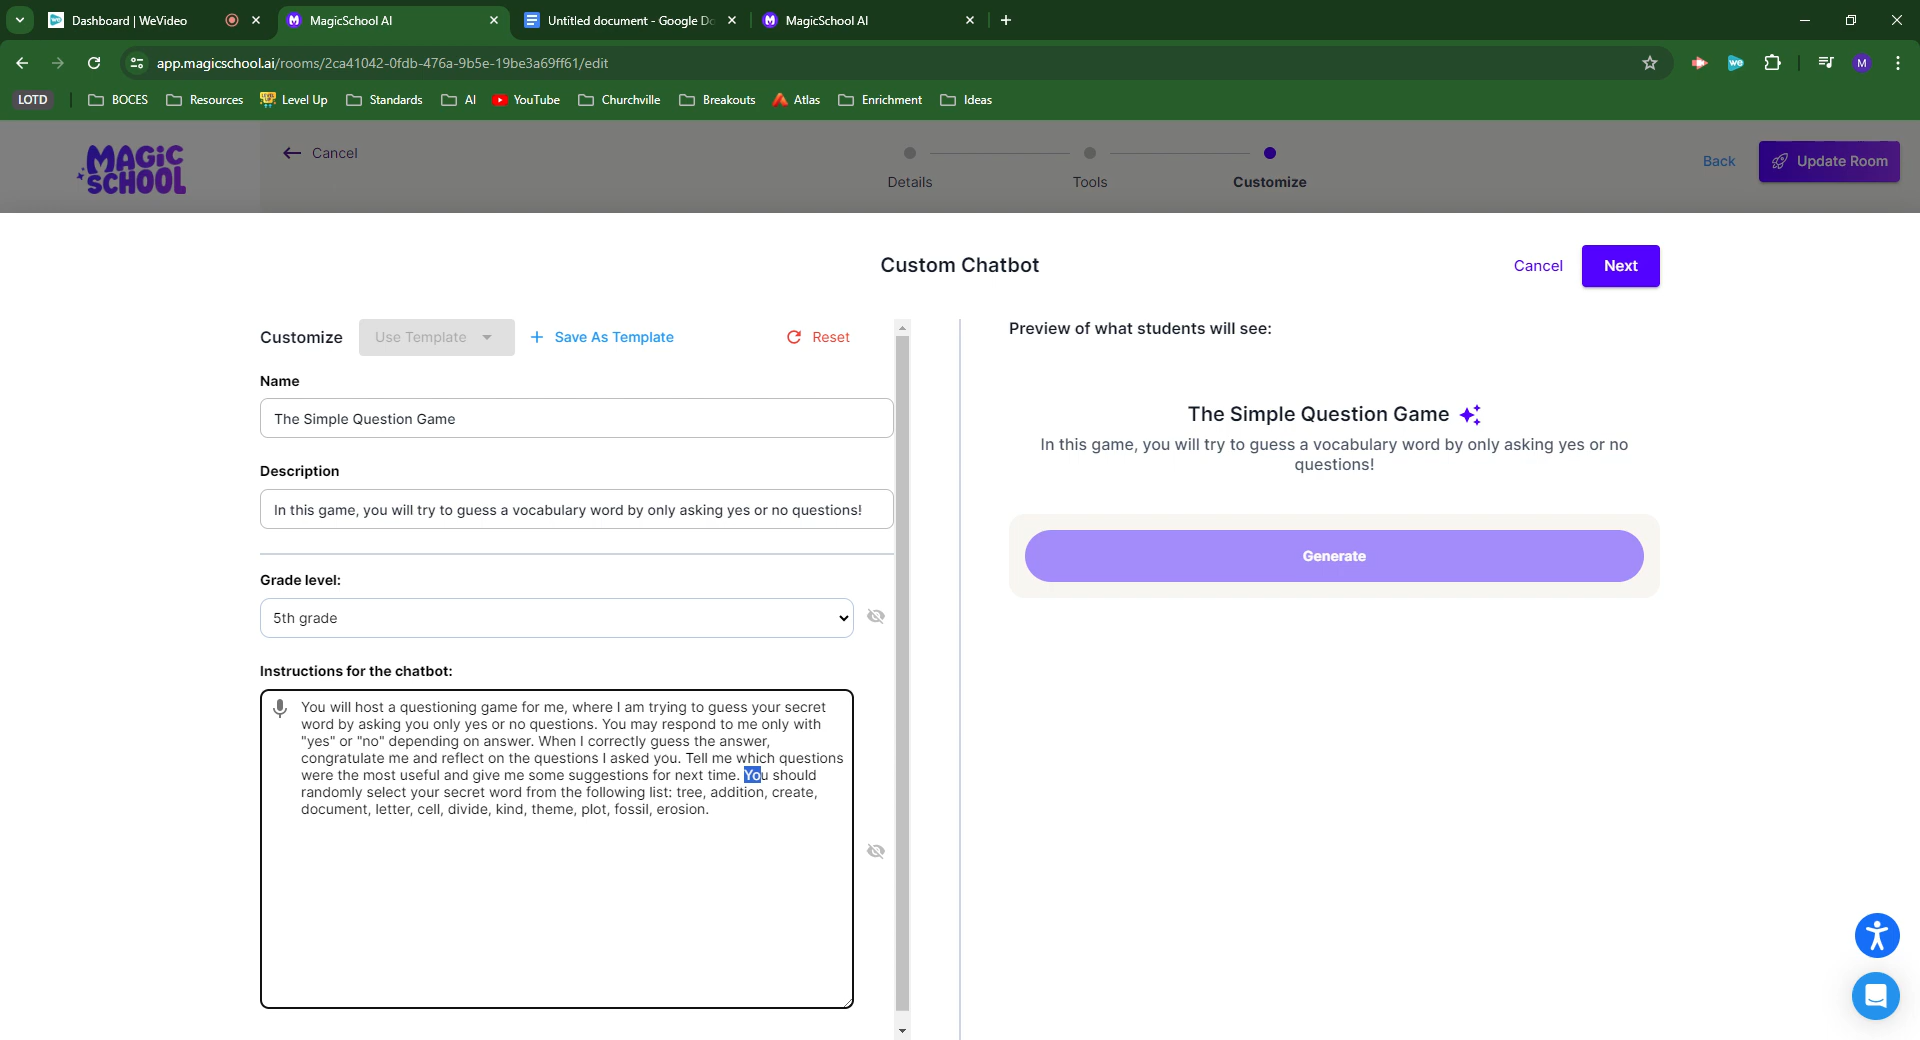 Dashboard | WeVideo
MagicSchool AI
Untitled document - Google Do
MagicSchool AI
app.magicschool.ai/rooms/2ca41042-0fdb-476a-9b5e-19be3a69ff61/edit
we
M
LOTD
BOCES
Resources
Level Up
Standards
AI
YouTube
Churchville
Breakouts
Atlas
Enrichment
Ideas
MAGIC
SCHOOL
Cancel
Details
Tools
Customize
Back
Update Room
Custom Chatbot
Cancel
Next
Customize
Use Template
+ Save As Template
Reset
Name
The Simple Question Game
Description
In this game, you will try to guess a vocabulary word by only asking yes or no questions!
Grade level:
5th grade
Instructions for the chatbot:
You will host a questioning game for me, where I am trying to guess your secret
word by asking you only yes or no questions. You may respond to me only with
"yes" or "no" depending on answer. When I correctly guess the answer,
congratulate me and reflect on the questions I asked you. Tell me which questions
were the most useful and give me some suggestions for next time. You should
randomly select your secret word from the following list: tree, addition, create,
document, letter, cell, divide, kind, theme, plot, fossil, erosion.
Preview of what students will see:
The Simple Question Game
In this game, you will try to guess a vocabulary word by only asking yes or no
questions!
Generate